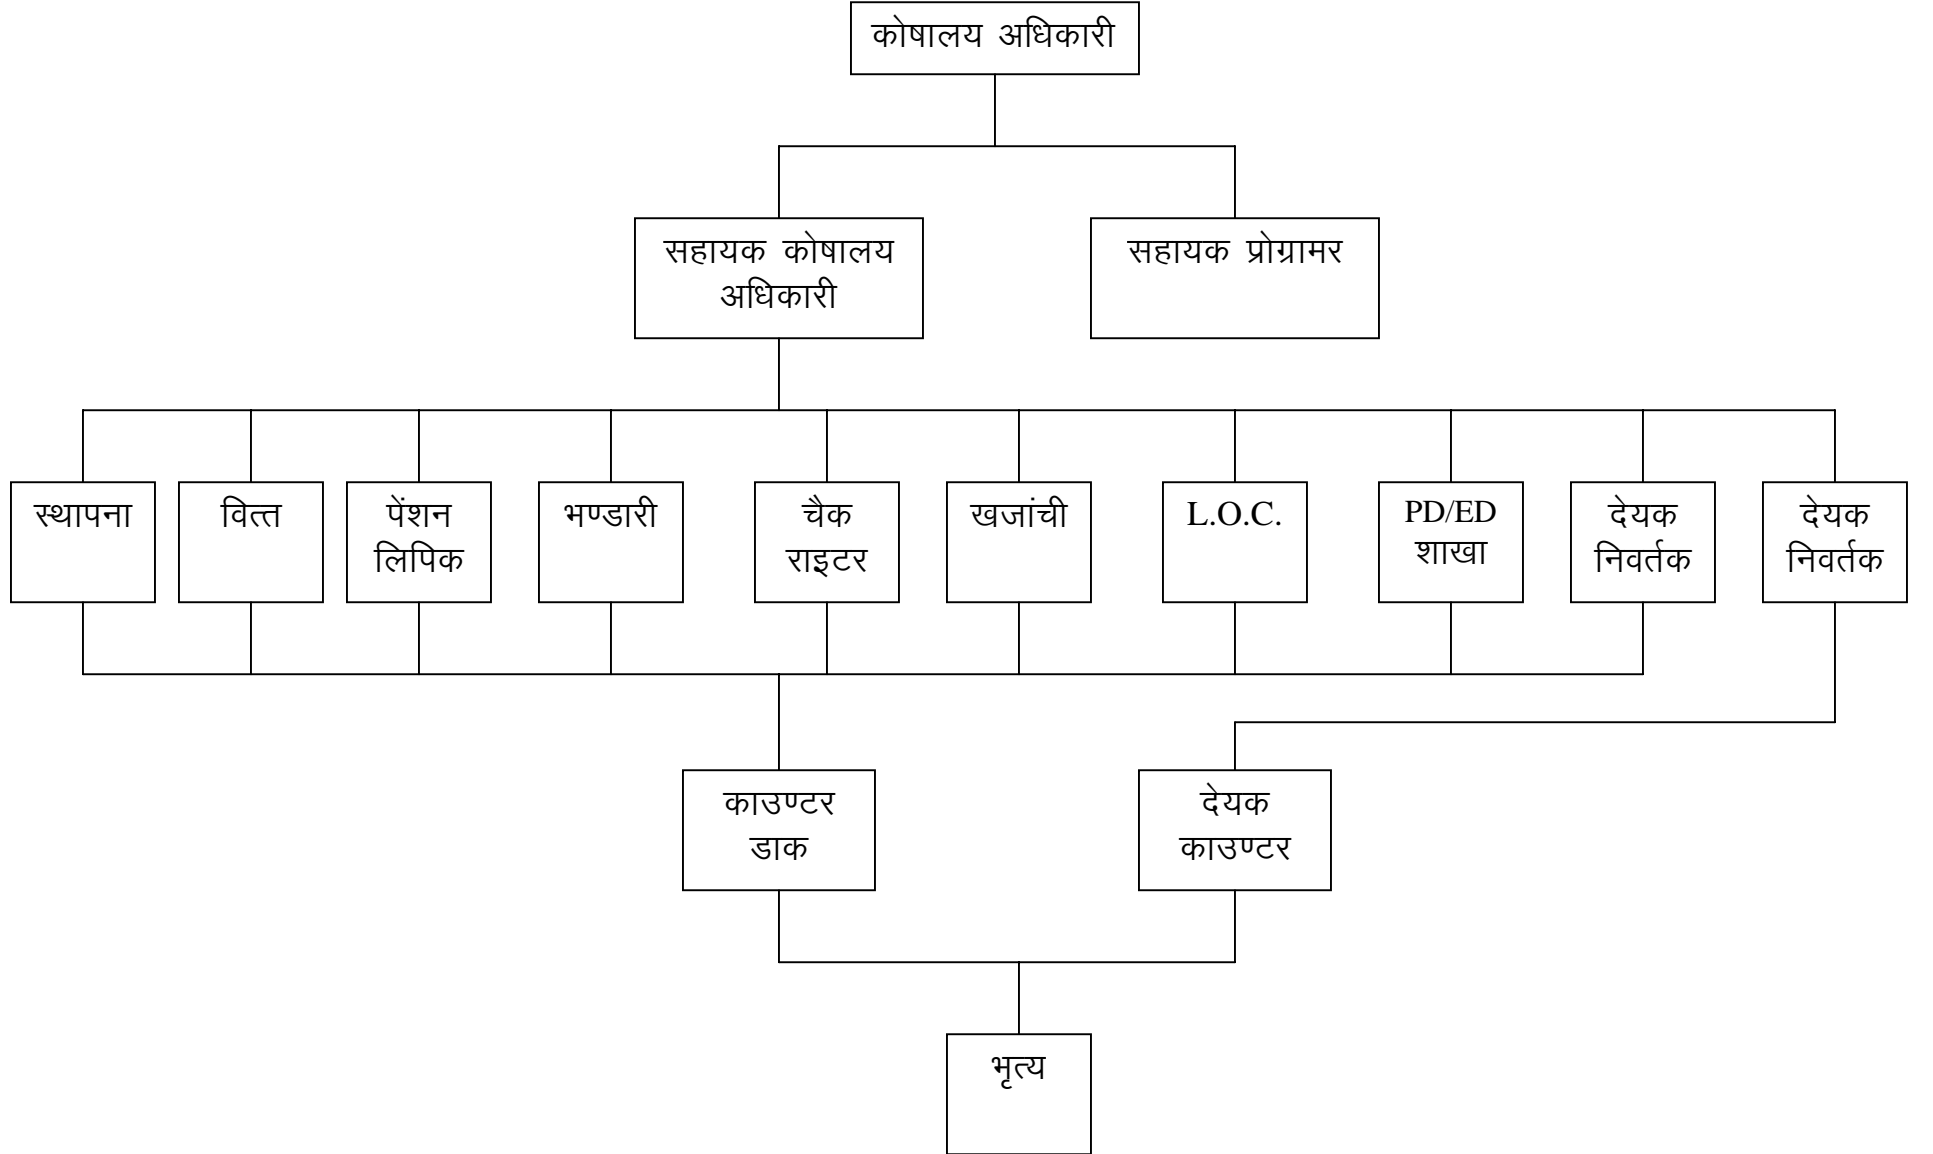 कोषालय अधिकारी
सहायक कोषालय
अधिकारी
सहायक प्रोग्रामर
स्थापना
वित्त
पेंशन
लिपिक
भण्डारी
चैक
राइटर
खजांची
L.O.C.
PD/ED
शाखा
देयक
निवर्तक
देयक
निवर्तक
काउण्टर
डाक
देयक
काउण्टर
भृत्य